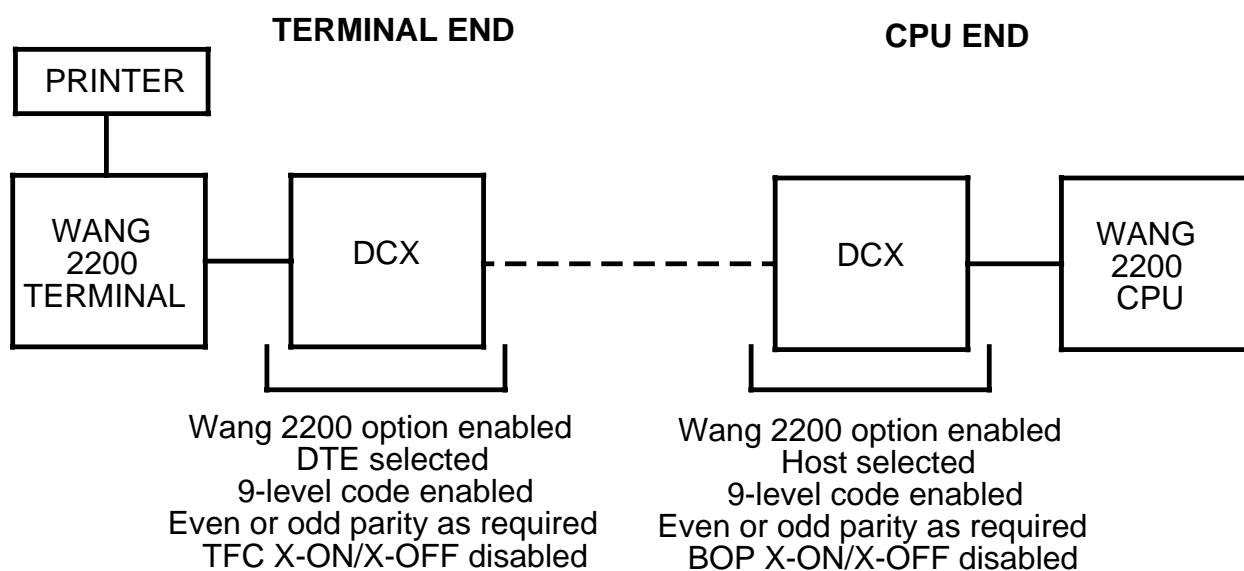 TERMINAL END
CPU END
PRINTER
WANG
2200
TERMINAL
DCX
DCX
WANG
2200
CPU
Wang 2200 option enabled
DTE selected
9-level code enabled
Even or odd parity as required
TFC X-ON/X-OFF disabled
Wang 2200 option enabled
Host selected
9-level code enabled
Even or odd parity as required
BOP X-ON/X-OFF disabled